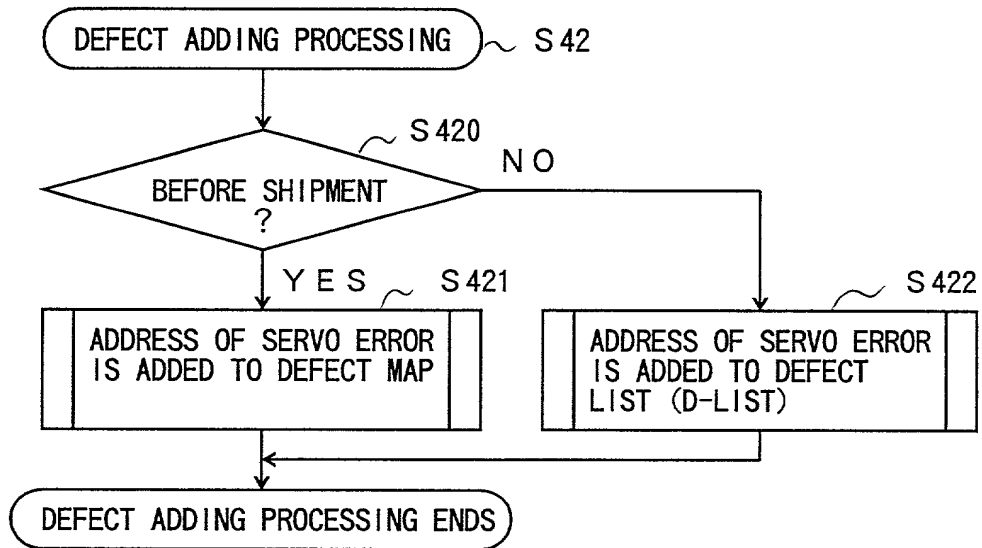 DEFECT ADDING PROCESSING
S42
S420
NO
BEFORE SHIPMENT
?
YES
S421
S422
ADDRESS OF SERVO ERROR
IS ADDED TO DEFECT MAP
ADDRESS OF SERVO ERROR
IS ADDED TO DEFECT
LIST (D-LIST)
DEFECT ADDING PROCESSING ENDS